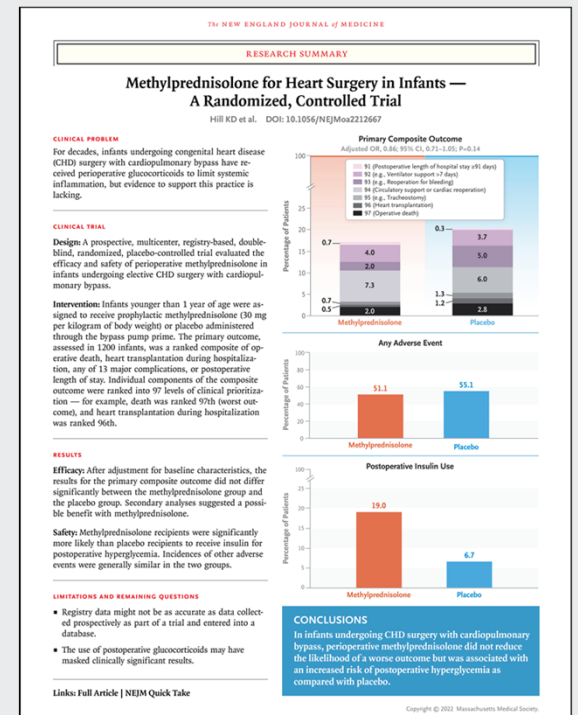 The NEW ENGLAND JOURNAL of MEDICINE
RESEARCH SUMMARY
Methylprednisolone for Heart Surgery in Infants —
A Randomized, Controlled Trial
Hill KD et al. DOI: 10.1056/NEJMoa2212667
CLINICAL PROBLEM
For decades, infants undergoing congenital heart disease
(CHD) surgery with cardiopulmonary bypass have re-
ceived perioperative glucocorticoids to limit systemic
inflammation, but evidence to support this practice is
lacking.
CLINICAL TRIAL
Design: A prospective, multicenter, registry-based, double-
blind, randomized, placebo-controlled trial evaluated the
efficacy and safety of perioperative methylprednisolone in
infants undergoing elective CHD surgery with cardiopul-
monary bypass.
Intervention: Infants younger than 1 year of age were as-
signed to receive prophylactic methylprednisolone (30 mg
per kilogram of body weight) or placebo administered
through the bypass pump prime. The primary outcome,
assessed in 1200 infants, was a ranked composite of op-
erative death, heart transplantation during hospitaliza-
tion, any of 13 major complications, or postoperative
length of stay. Individual components of the composite
outcome were ranked into 97 levels of clinical prioritiza-
tion — for example, death was ranked 97th (worst out-
come), and heart transplantation during hospitalization
was ranked 96th.
RESULTS
Efficacy: After adjustment for baseline characteristics, the
results for the primary composite outcome did not differ
significantly between the methylprednisolone group and
the placebo group. Secondary analyses suggested a possi-
ble benefit with methylprednisolone.
Safety: Methylprednisolone recipients were significantly
more likely than placebo recipients to receive insulin for
postoperative hyperglycemia. Incidences of other adverse
events were generally similar in the two groups.
LIMITATIONS AND REMAINING QUESTIONS
▪ Registry data might not be as accurate as data collect-
ed prospectively as part of a trial and entered into a
database.
▪ The use of postoperative glucocorticoids may have
masked clinically significant results.
Links: Full Article | NEJM Quick Take
Primary Composite Outcome
Adjusted OR, 0.86; 95% CI, 0.71–1.05; P=0.14
Percentage of Patients
100
25
20
15
10
5
0
91 (Postoperative length of hospital stay ≥91 days)
92 (e.g., Ventilator support >7 days)
93 (e.g., Reoperation for bleeding)
94 (Circulatory support or cardiac reoperation)
95 (e.g., Tracheostomy)
96 (Heart transplantation)
97 (Operative death)
0.7
4.0
2.0
7.3
0.7
0.5
2.0
0.3
3.7
5.0
6.0
1.3
1.2
2.8
Methylprednisolone Placebo
Any Adverse Event
Percentage of Patients
100
80
60
40
20
0
51.1
55.1
Methylprednisolone Placebo
Postoperative Insulin Use
Percentage of Patients
100
25
20
15
10
5
0
19.0
6.7
Methylprednisolone Placebo
CONCLUSIONS
In infants undergoing CHD surgery with cardiopulmonary
bypass, perioperative methylprednisolone did not reduce
the likelihood of a worse outcome but was associated with
an increased risk of postoperative hyperglycemia as
compared with placebo.
Copyright © 2022 Massachusetts Medical Society.